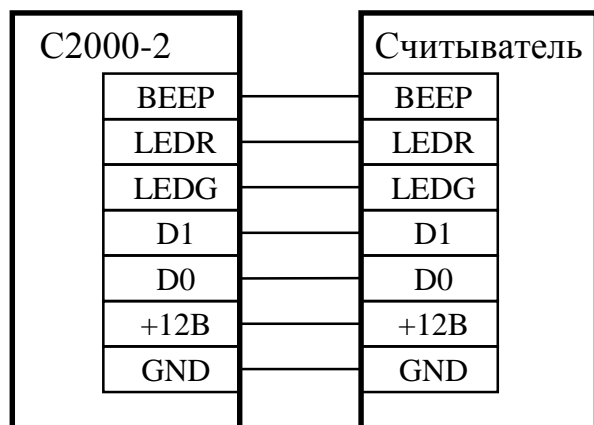 С2000-2 Считыватель
BEEP BEEP
LEDR LEDR
LEDG LEDG
D1 D1
D0 D0
+12В +12В
GND GND